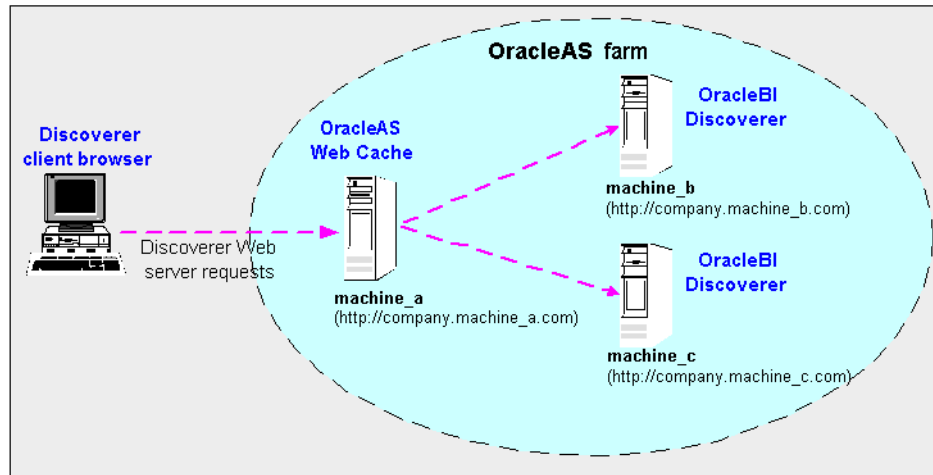 OracleAS farm
OracleBI
Discoverer
machine_b
(http://company.machine_b.com)
Discoverer
client browser
OracleAS
Web Cache
Discoverer Web
server requests
machine_a
(http://company.machine_a.com)
OracleBI
Discoverer
machine_c
(http://company.machine_c.com)